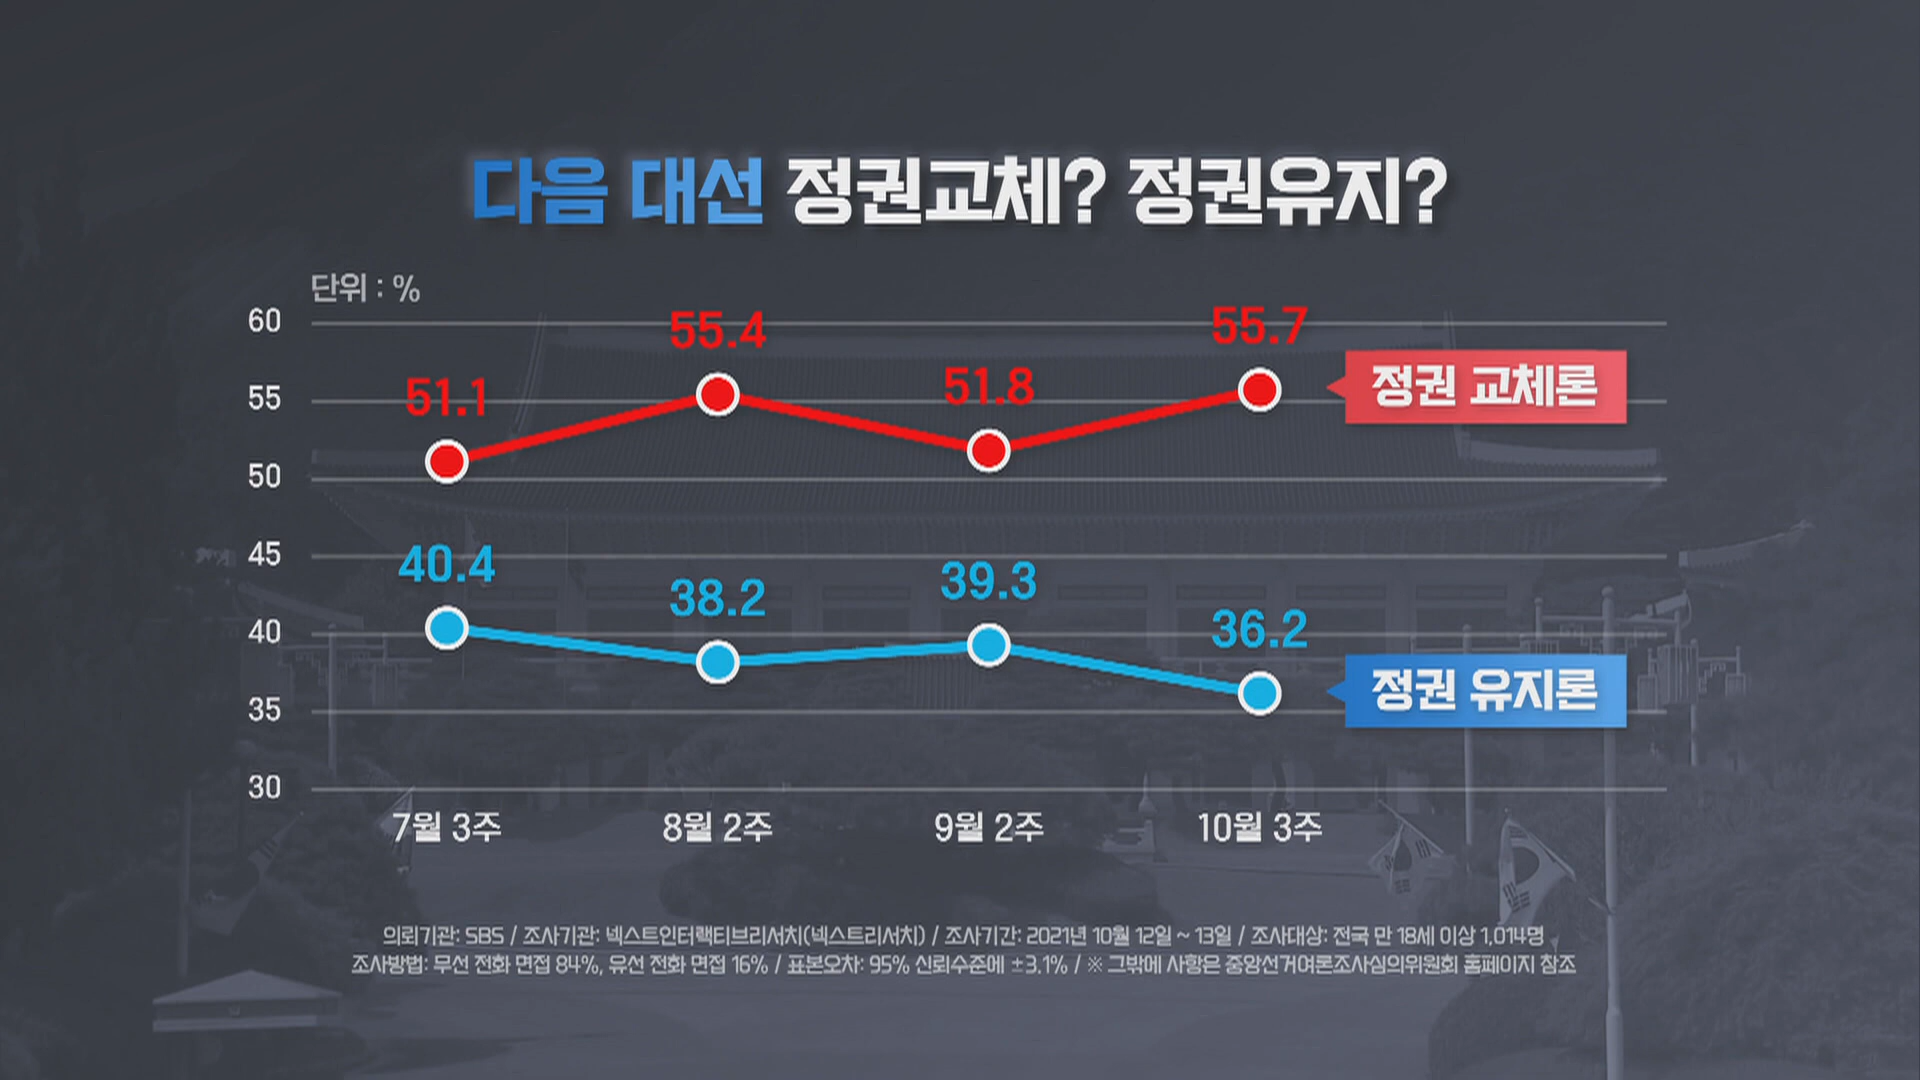 다음 대선 정권교체? 정권유지?
단위 : %
60
55
50
45
40
35
30
51.1
55.4
51.8
55.7
정권 교체론
40.4
38.2
39.3
36.2
정권 유지론
7월 3주
8월 2주
9월 2주
10월 3주
의뢰기관: SBS / 조사기관: 넥스트인터랙티브리서치(넥스트리서치) / 조사기간: 2021년 10월 12일 ~ 13일 / 조사대상: 전국 만 18세 이상 1,014명
조사방법: 무선 전화 면접 84%, 유선 전화 면접 16% / 표본오차: 95% 신뢰수준에 ±3.1% / ※ 그밖에 사항은 중앙선거여론조사심의위원회 홈페이지 참조